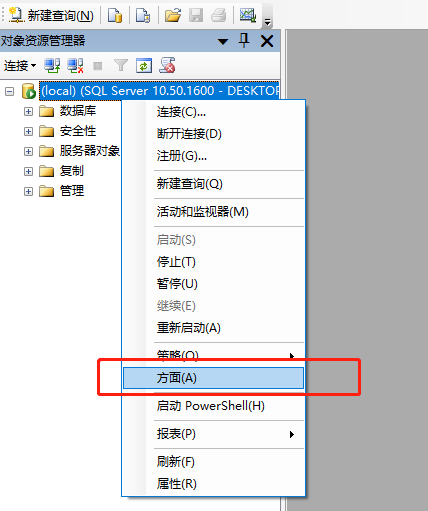 新建查询(N)
对象资源管理器
连接
(local) (SQL Server 10.50.1600 - DESKTOP
数据库
安全性
服务器对象
复制
管理
连接(C)...
断开连接(D)
注册(G)...
新建查询(Q)
活动和监视器(M)
启动(S)
停止(T)
暂停(U)
继续(E)
重新启动(A)
策略(O)
方面(A)
启动 PowerShell(H)
报表(P)
刷新(F)
属性(R)